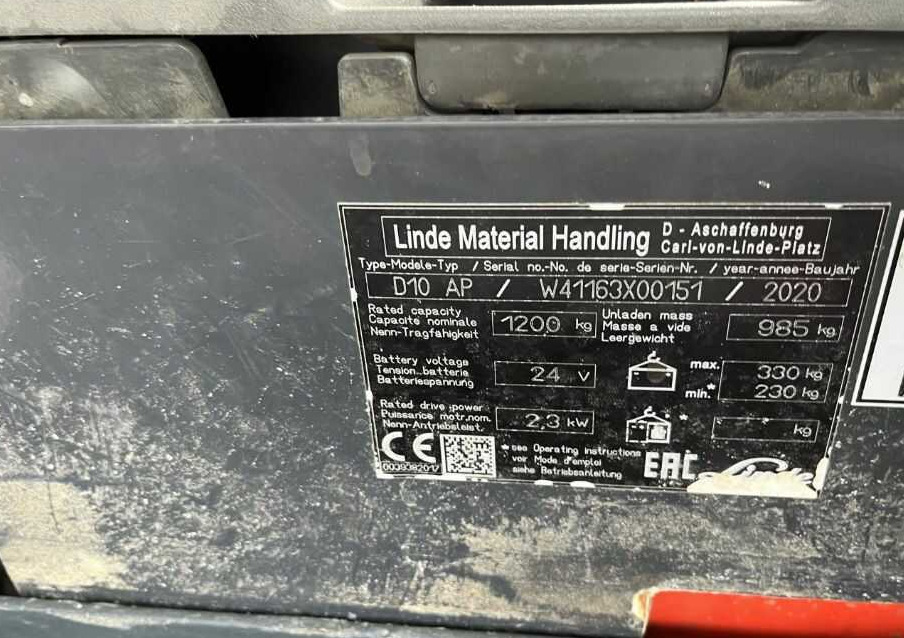 Linde Material Handling
D - Aschaffenburg
Carl-von-Linde-Platz
Type-Modele-Typ / Serial no.-No. de serie-Serien-Nr. / year-annee-Baujahr
D10 AP / W41163X00151 / 2020
Rated capacity
Capacite nominale
Nenn-Tragfahigkeit
1200 kg
Unladen mass
Masse a vide
Leergewicht
985 kg
Battery voltage
Tension batterie
Batteriespannung
24 V
max. 330 kg
min.* 230 kg
Rated drive power
Puissance motr.nom.
Nenn-Antriebsleist.
2,3 kW
*
kg
CE
0039382017
* see Operating instructions
voir Mode d'emploi
siehe Betriebsanleitung
EAC
Linde